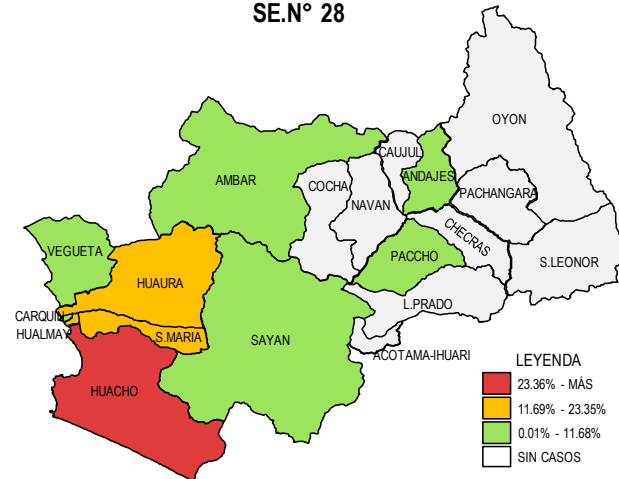 SE.N° 28
OYON
CAUJUL
ANDAJES
AMBAR
COCHA
PACHANGARA
NAVAN
CHECRAS
VEGUETA
PACCHO
S.LEONOR
HUAURA
L.PRADO
CARQUIN
HUALMAY
S.MARIA
SAYAN
ACOTAMA-IHUARI
HUACHO
LEYENDA
23.36% - MÁS
11.69% - 23.35%
0.01% - 11.68%
SIN CASOS